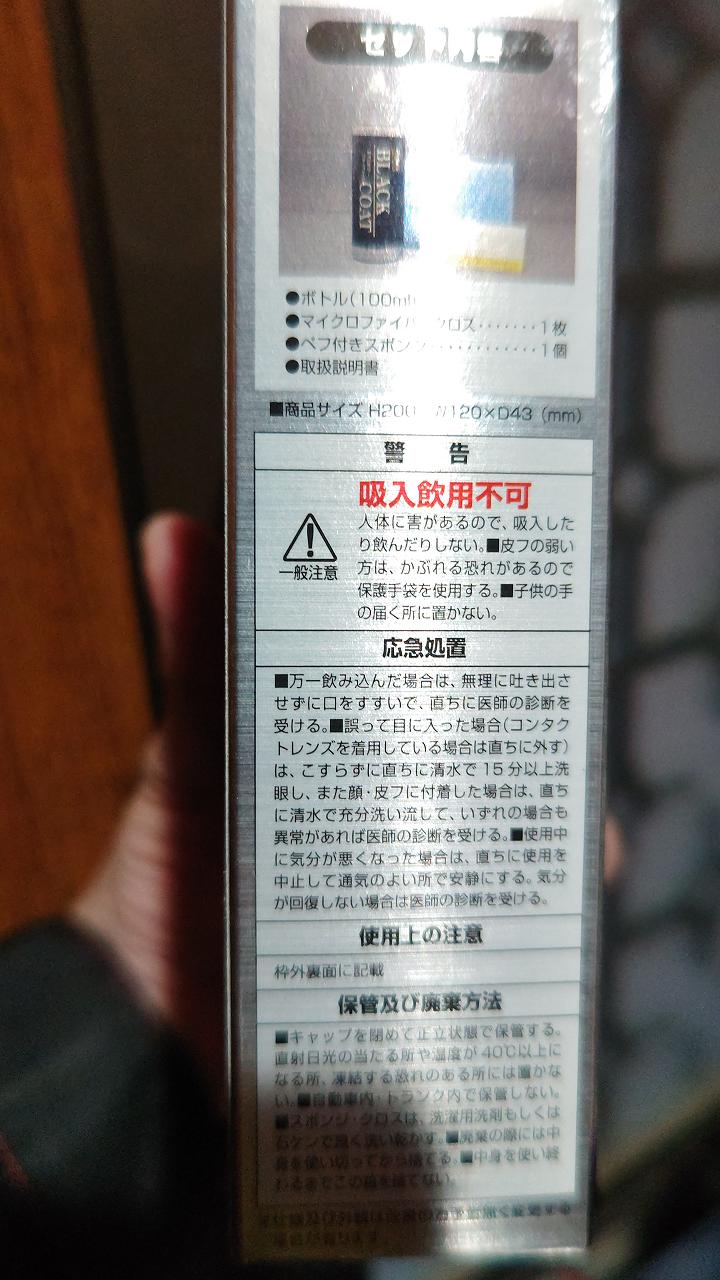 セット内容
BLACK
COAT
●ボトル(100ml
●マイクロファイバークロス・・・・・・・1枚
●ペフ付きスポンジ・・・・・・・・・・・1個
●取扱説明書
■商品サイズ H200 W120×D43 (mm)
警 告
吸入飲用不可
一般注意
人体に害があるので、吸入した
り飲んだりしない。■皮フの弱い
方は、かぶれる恐れがあるので
保護手袋を使用する。■子供の手
の届く所に置かない。
応急処置
■万一飲み込んだ場合は、無理に吐き出さ
せずに口をすすいで、直ちに医師の診断を
受ける。■誤って目に入った場合(コンタク
トレンズを着用している場合は直ちに外す)
は、こすらずに直ちに清水で15分以上洗
眼し、また顔・皮フに付着した場合は、直ち
に清水で充分洗い流して、いずれの場合も
異常があれば医師の診断を受ける。■使用中
に気分が悪くなった場合は、直ちに使用を
中止して通気のよい所で安静にする。気分
が回復しない場合は医師の診断を受ける。
使用上の注意
枠外裏面に記載
保管及び廃棄方法
■キャップを閉めて正立状態で保管する。
直射日光の当たる所や温度が40℃以上に
なる所、凍結する恐れのある所には置かな
い。■自動車内・トランク内で保管しない。
■スポンジ・クロスは、洗濯用洗剤もしくは
石ケンで軽く洗い乾かす。■廃棄の際には中
身を使い切ってから捨てる。■中身を使い終
わるまでこの箱を捨てない。